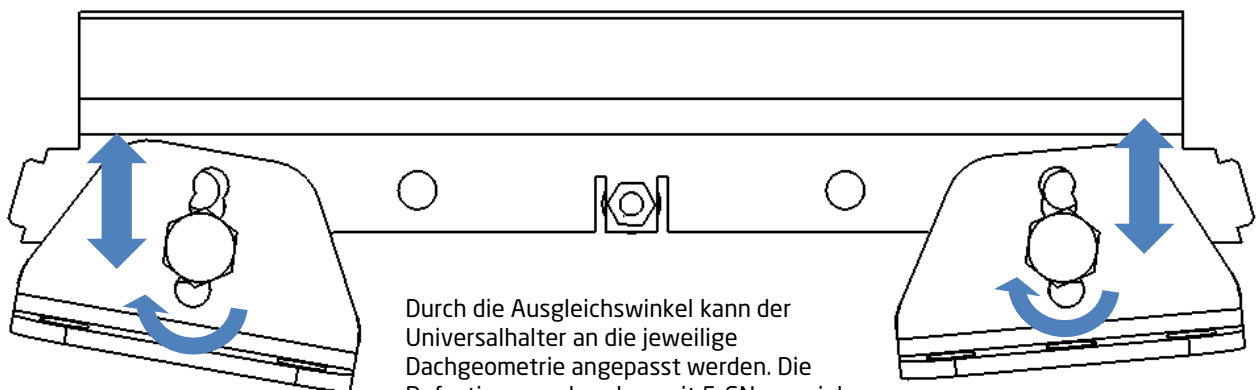 Durch die Ausgleichswinkel kann der
Universalhalter an die jeweilige
Dachgeometrie angepasst werden. Die